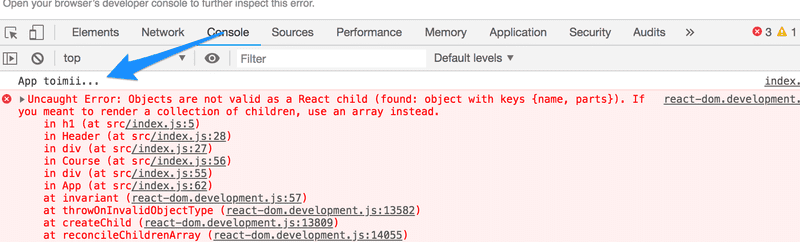 Open your browser's developer console to further inspect this error.
Elements Network Console Sources Performance Memory Application Security Audits » 3 1
top ▼ Filter Default levels ▼
App toimii... index.
Uncaught Error: Objects are not valid as a React child (found: object with keys {name, parts}). If react-dom.development.
you meant to render a collection of children, use an array instead.
in h1 (at src/index.js:5)
in Header (at src/index.js:28)
in div (at src/index.js:27)
in Course (at src/index.js:56)
in div (at src/index.js:55)
in App (at src/index.js:62)
at invariant (react-dom.development.js:57)
at throwOnInvalidObjectType (react-dom.development.js:13582)
at createChild (react-dom.development.js:13809)
at reconcileChildrenArray (react-dom.development.js:14055)